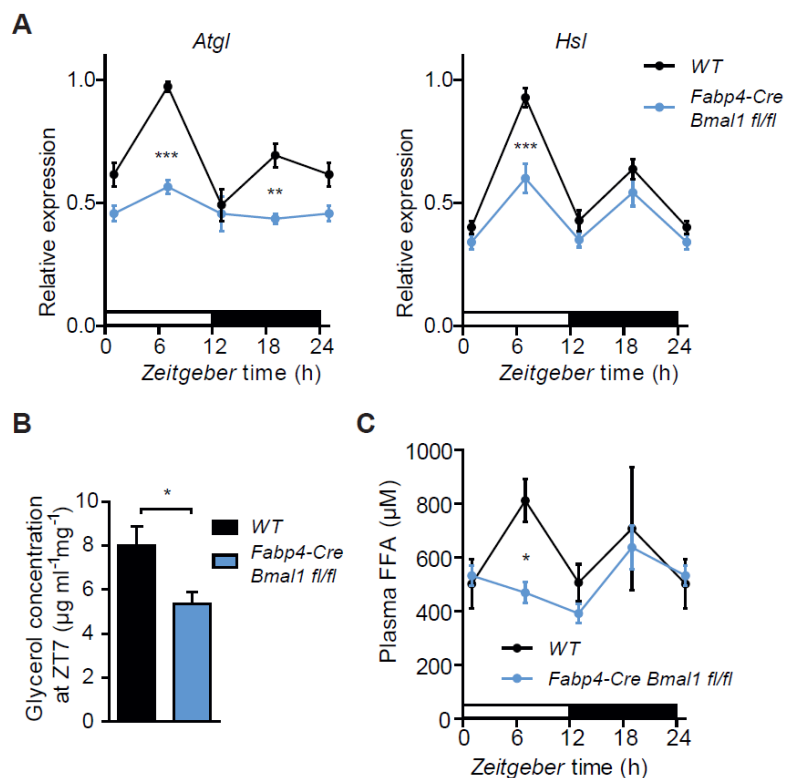 A
Atgl
Relative expression
1.0
0.5
0.0
***
**
0 6 12 18 24
Zeitgeber time (h)
Hsl
Relative expression
1.0
0.5
0.0
***
0 6 12 18 24
Zeitgeber time (h)
WT
Fabp4-Cre
Bmal1 fl/fl
B
Glycerol concentration
at ZT7 (µg ml-1mg-1)
10
8
6
4
2
0
*
WT
Fabp4-Cre
Bmal1 fl/fl
C
Plasma FFA (µM)
1000
800
600
400
200
0
*
WT
Fabp4-Cre Bmal1 fl/fl
0 6 12 18 24
Zeitgeber time (h)